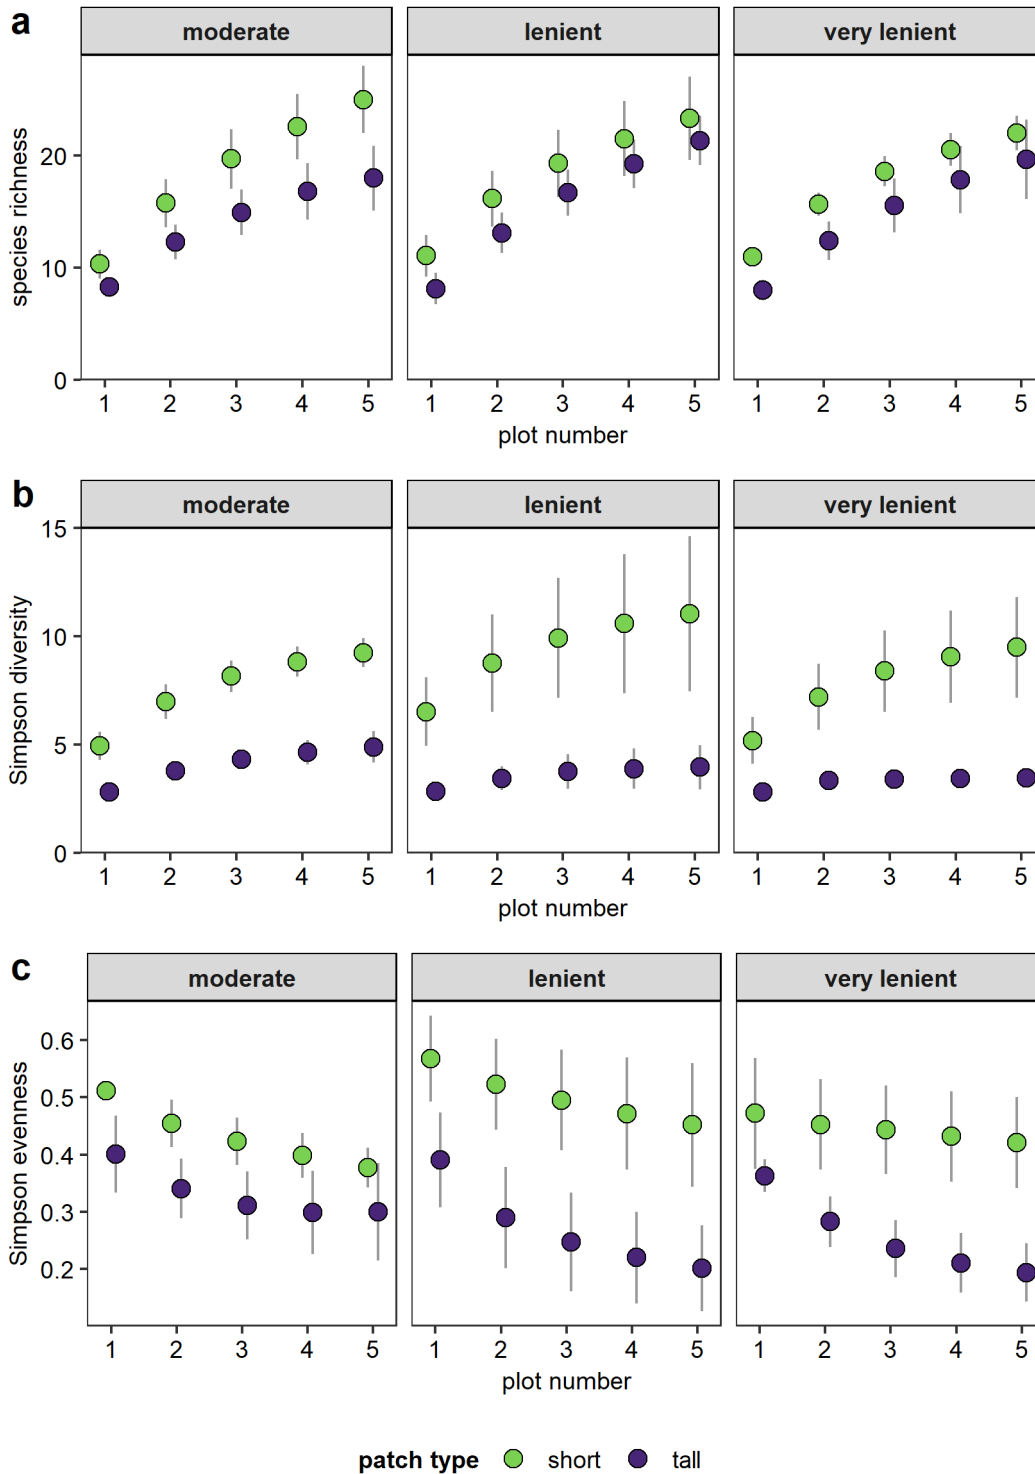 a
moderate lenient very lenient
species richness
20
10
0
1 2 3 4 5 1 2 3 4 5 1 2 3 4 5
plot number plot number
b
moderate lenient very lenient
Simpson diversity
15
10
5
0
1 2 3 4 5 1 2 3 4 5 1 2 3 4 5
plot number plot number
c
moderate lenient very lenient
Simpson evenness
0.6
0.5
0.4
0.3
0.2
1 2 3 4 5 1 2 3 4 5 1 2 3 4 5
plot number
patch type short tall